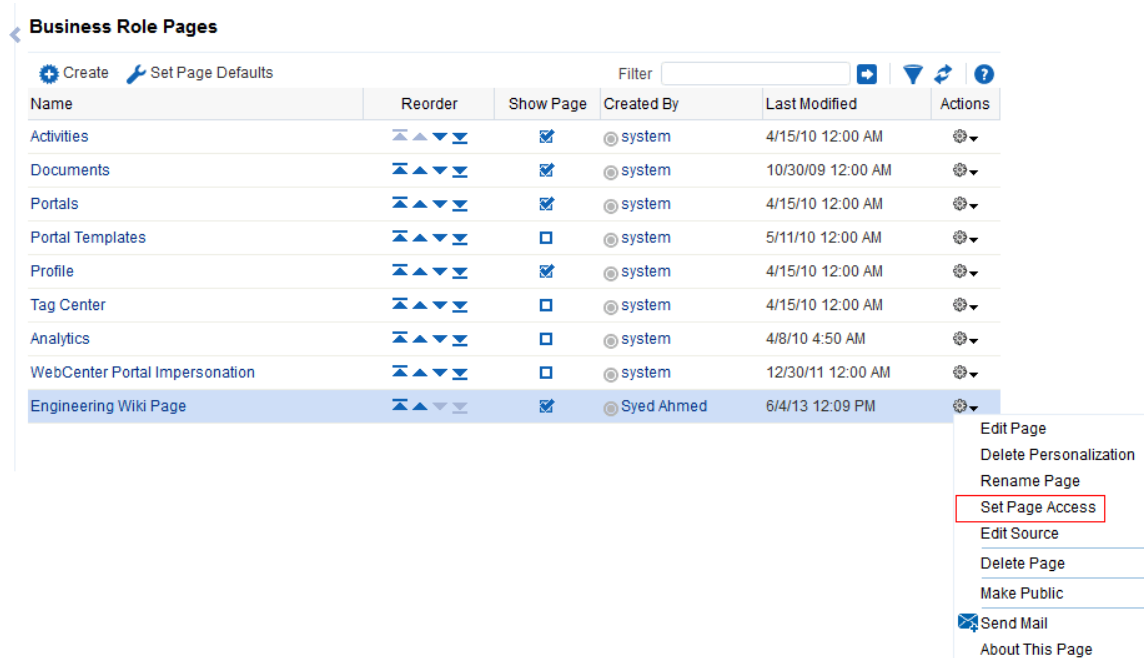 Business Role Pages
Create Set Page Defaults Filter
Name Reorder Show Page Created By Last Modified Actions
Activities system 4/15/10 12:00 AM
Documents system 10/30/09 12:00 AM
Portals system 4/15/10 12:00 AM
Portal Templates system 5/11/10 12:00 AM
Profile system 4/15/10 12:00 AM
Tag Center system 4/15/10 12:00 AM
Analytics system 4/8/10 4:50 AM
WebCenter Portal Impersonation system 12/30/11 12:00 AM
Engineering Wiki Page Syed Ahmed 6/4/13 12:09 PM
Edit Page
Delete Personalization
Rename Page
Set Page Access
Edit Source
Delete Page
Make Public
Send Mail
About This Page